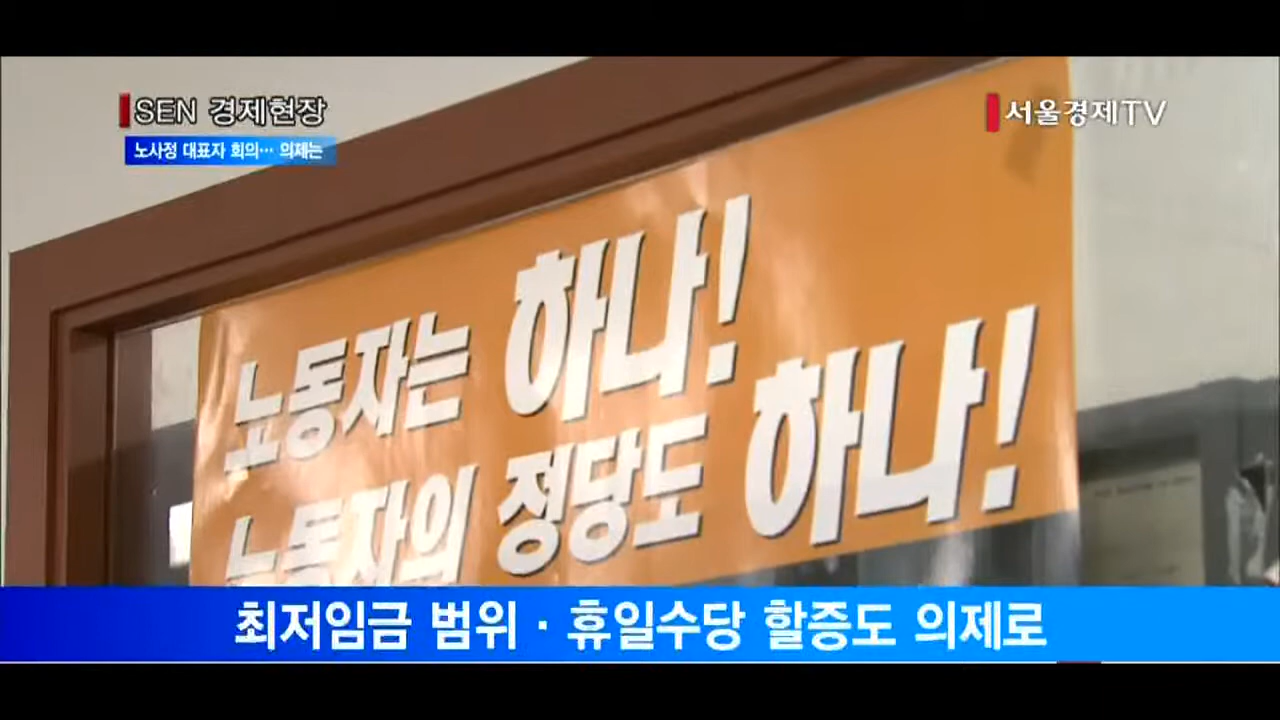 SEN 경제현장
서울경제TV
노사정 대표자 회의… 의제는
노동자는 하나!
노동자의 정당도 하나!
최저임금 범위 · 휴일수당 할증도 의제로